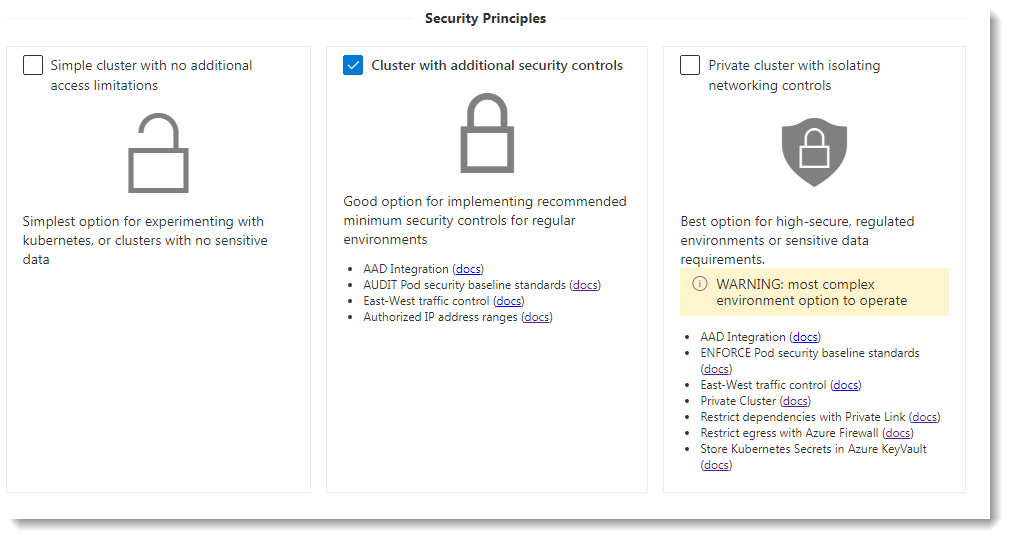 Security Principles
Simple cluster with no additional
access limitations
Simplest option for experimenting with
kubernetes, or clusters with no sensitive
data
Cluster with additional security controls
Good option for implementing recommended
minimum security controls for regular
environments
• AAD Integration (docs)
• AUDIT Pod security baseline standards (docs)
• East-West traffic control (docs)
• Authorized IP address ranges (docs)
Private cluster with isolating
networking controls
Best option for high-secure, regulated
environments or sensitive data
requirements.
WARNING: most complex
environment option to operate
• AAD Integration (docs)
• ENFORCE Pod security baseline standards
(docs)
• East-West traffic control (docs)
• Private Cluster (docs)
• Restrict dependencies with Private Link (docs)
• Restrict egress with Azure Firewall (docs)
• Store Kubernetes Secrets in Azure KeyVault
(docs)